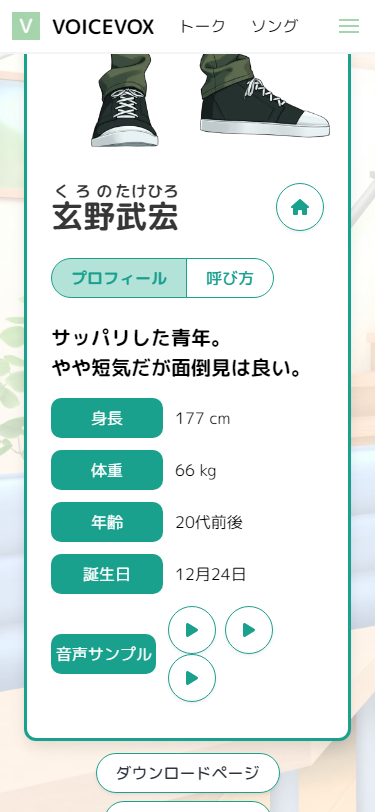 V VOICEVOX トーク ソング
くろのたけひろ
玄野武宏
プロフィール 呼び方
サッパリした青年。
やや短気だが面倒見は良い。
身長 177 cm
体重 66 kg
年齢 20代前後
誕生日 12月24日
音声サンプル
ダウンロードページ